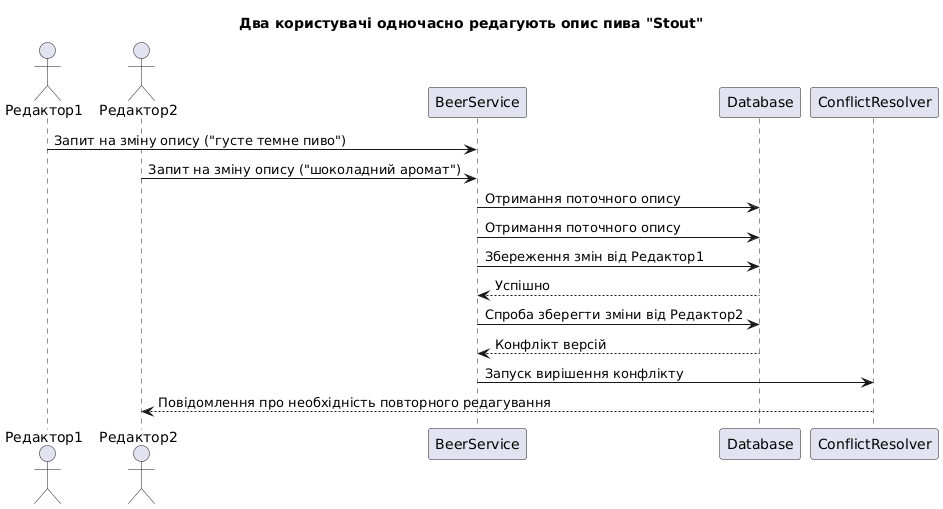 Два користувачі одночасно редагують опис пива "Stout"
Редактор1 Редактор2 BeerService Database ConflictResolver
Запит на зміну опису ("густе темне пиво")
Запит на зміну опису ("шоколадний аромат")
Отримання поточного опису
Отримання поточного опису
Збереження змін від Редактор1
Успішно
Спроба зберегти зміни від Редактор2
Конфлікт версій
Запуск вирішення конфлікту
Повідомлення про необхідність повторного редагування
Редактор1 Редактор2 BeerService Database ConflictResolver